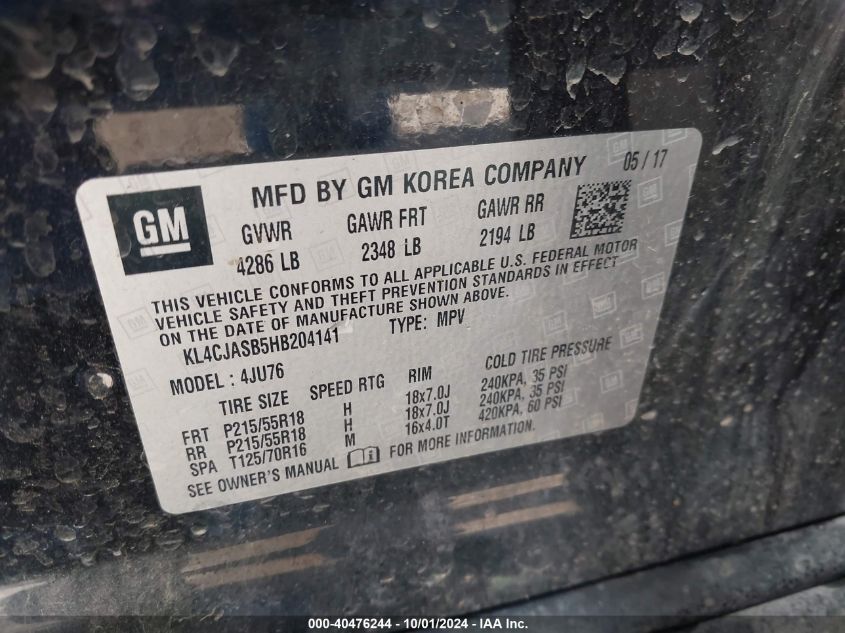 GM
MFD BY GM KOREA COMPANY 05 / 17
GVWR GAWR FRT GAWR RR
4286 LB 2348 LB 2194 LB
THIS VEHICLE CONFORMS TO ALL APPLICABLE U.S. FEDERAL MOTOR
VEHICLE SAFETY AND THEFT PREVENTION STANDARDS IN EFFECT
ON THE DATE OF MANUFACTURE SHOWN ABOVE.
KL4CJASB5HB204141 TYPE: MPV
MODEL : 4JU76
TIRE SIZE SPEED RTG RIM COLD TIRE PRESSURE
FRT P215/55R18 H 18x7.0J 240KPA, 35 PSI
RR P215/55R18 H 18x7.0J 240KPA, 35 PSI
SPA T125/70R16 M 16x4.0T 420KPA, 60 PSI
SEE OWNER'S MANUAL FOR MORE INFORMATION.
000-40476244 - 10/01/2024 - IAA, Inc.